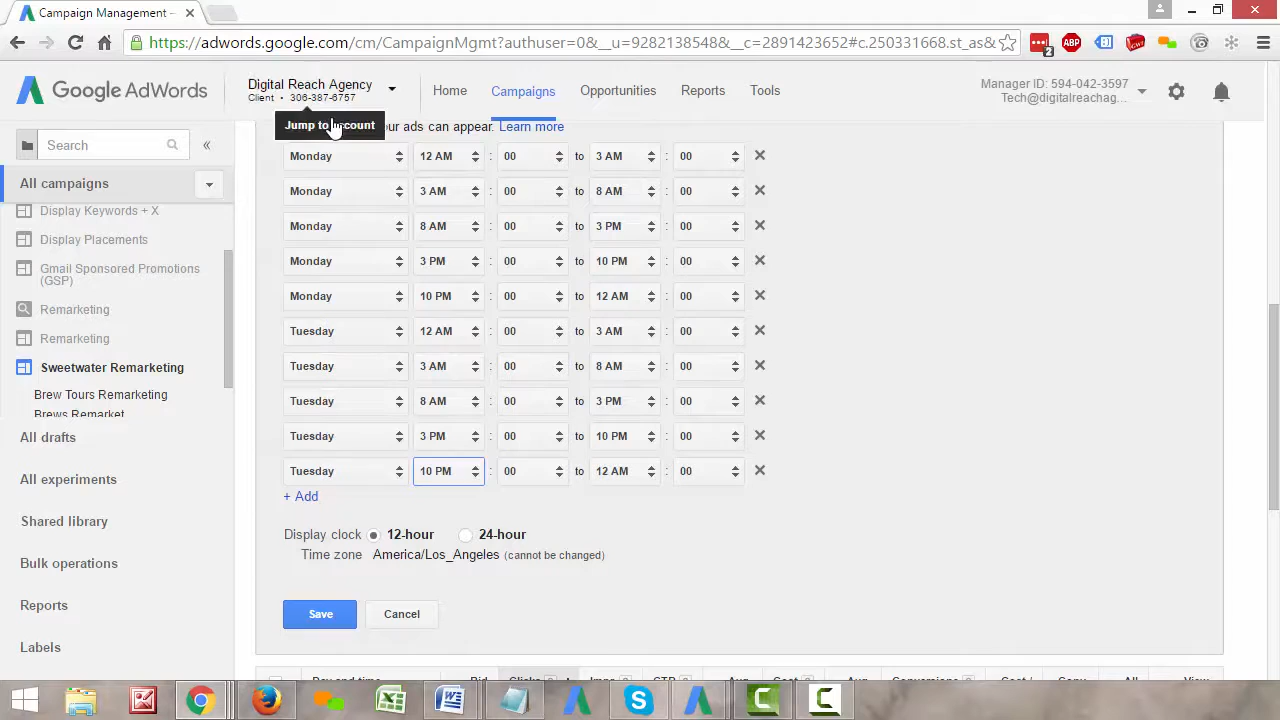 Campaign Management –
https://adwords.google.com/cm/CampaignMgmt?authuser=0&__u=9282138548&__c=2891423652#c.250331668.st_as&
2
ABP
Google AdWords
Digital Reach Agency
Client • 306-387-6757
Home
Campaigns
Opportunities
Reports
Tools
Manager ID: 594-042-3597
Tech@digitalreachag...
Jump to account
ads can appear. Learn more
Search
All campaigns
Display Keywords + X
Display Placements
Gmail Sponsored Promotions
(GSP)
Remarketing
Remarketing
Sweetwater Remarketing
Brew Tours Remarketing
Brews Remarket
All drafts
All experiments
Shared library
Bulk operations
Reports
Labels
Monday 12 AM : 00 to 3 AM : 00
Monday 3 AM : 00 to 8 AM : 00
Monday 8 AM : 00 to 3 PM : 00
Monday 3 PM : 00 to 10 PM : 00
Monday 10 PM : 00 to 12 AM : 00
Tuesday 12 AM : 00 to 3 AM : 00
Tuesday 3 AM : 00 to 8 AM : 00
Tuesday 8 AM : 00 to 3 PM : 00
Tuesday 3 PM : 00 to 10 PM : 00
Tuesday 10 PM : 00 to 12 AM : 00
+ Add
Display clock 12-hour 24-hour
Time zone America/Los_Angeles (cannot be changed)
Save Cancel